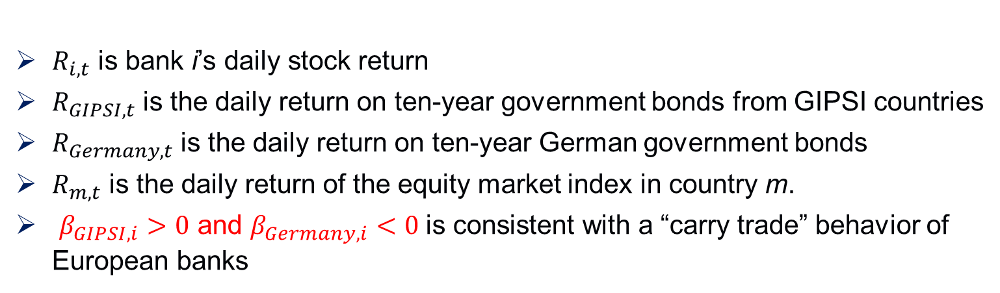 ➢ R_{i,t} is bank i's daily stock return
➢ R_{GIPSI,t} is the daily return on ten-year government bonds from GIPSI countries
➢ R_{Germany,t} is the daily return on ten-year German government bonds
➢ R_{m,t} is the daily return of the equity market index in country m.
➢ β_{GIPSI,i} > 0 and β_{Germany,i} < 0 is consistent with a “carry trade” behavior of
European banks